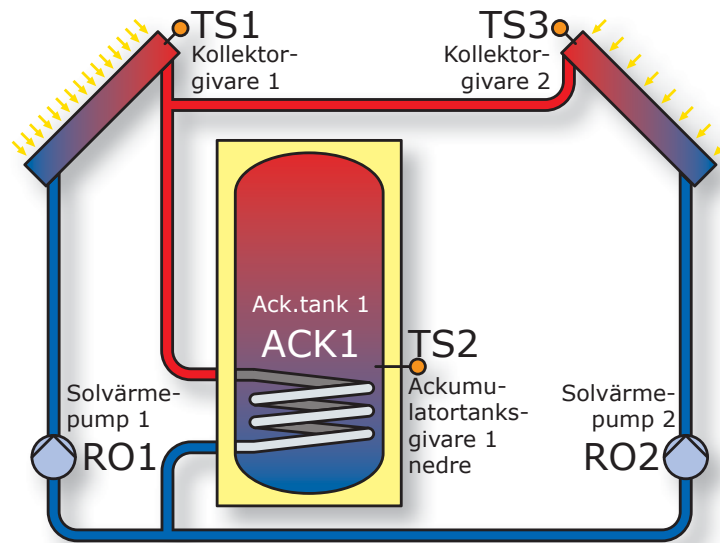 TS1
Kollektor-
givare 1
TS3
Kollektor-
givare 2
Ack.tank 1
ACK1
TS2
Ackumu-
latortanks-
givare 1
nedre
Solvärme-
pump 1
RO1
Solvärme-
pump 2
RO2